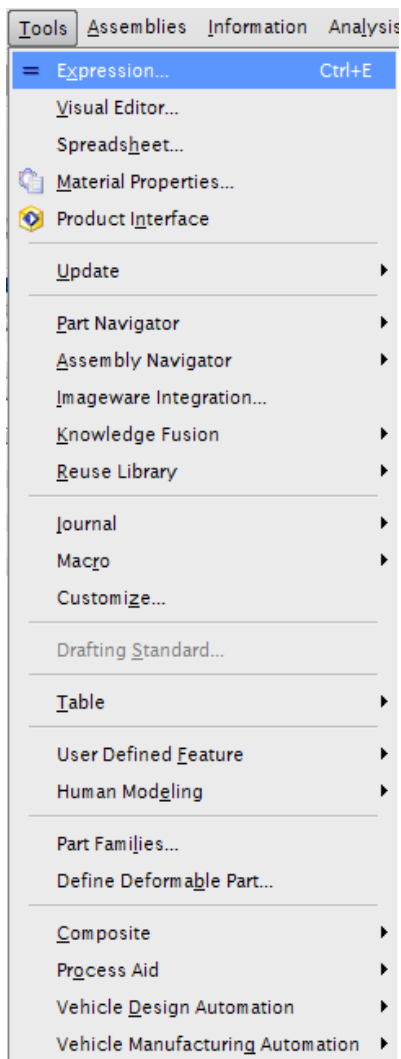 Tools Assemblies Information Analysis
= Expression... Ctrl+E
Visual Editor...
Spreadsheet...
Material Properties...
Product Interface
Update
Part Navigator
Assembly Navigator
Imageware Integration...
Knowledge Fusion
Reuse Library
Journal
Macro
Customize...
Drafting Standard...
Table
User Defined Feature
Human Modeling
Part Families...
Define Deformable Part...
Composite
Process Aid
Vehicle Design Automation
Vehicle Manufacturing Automation